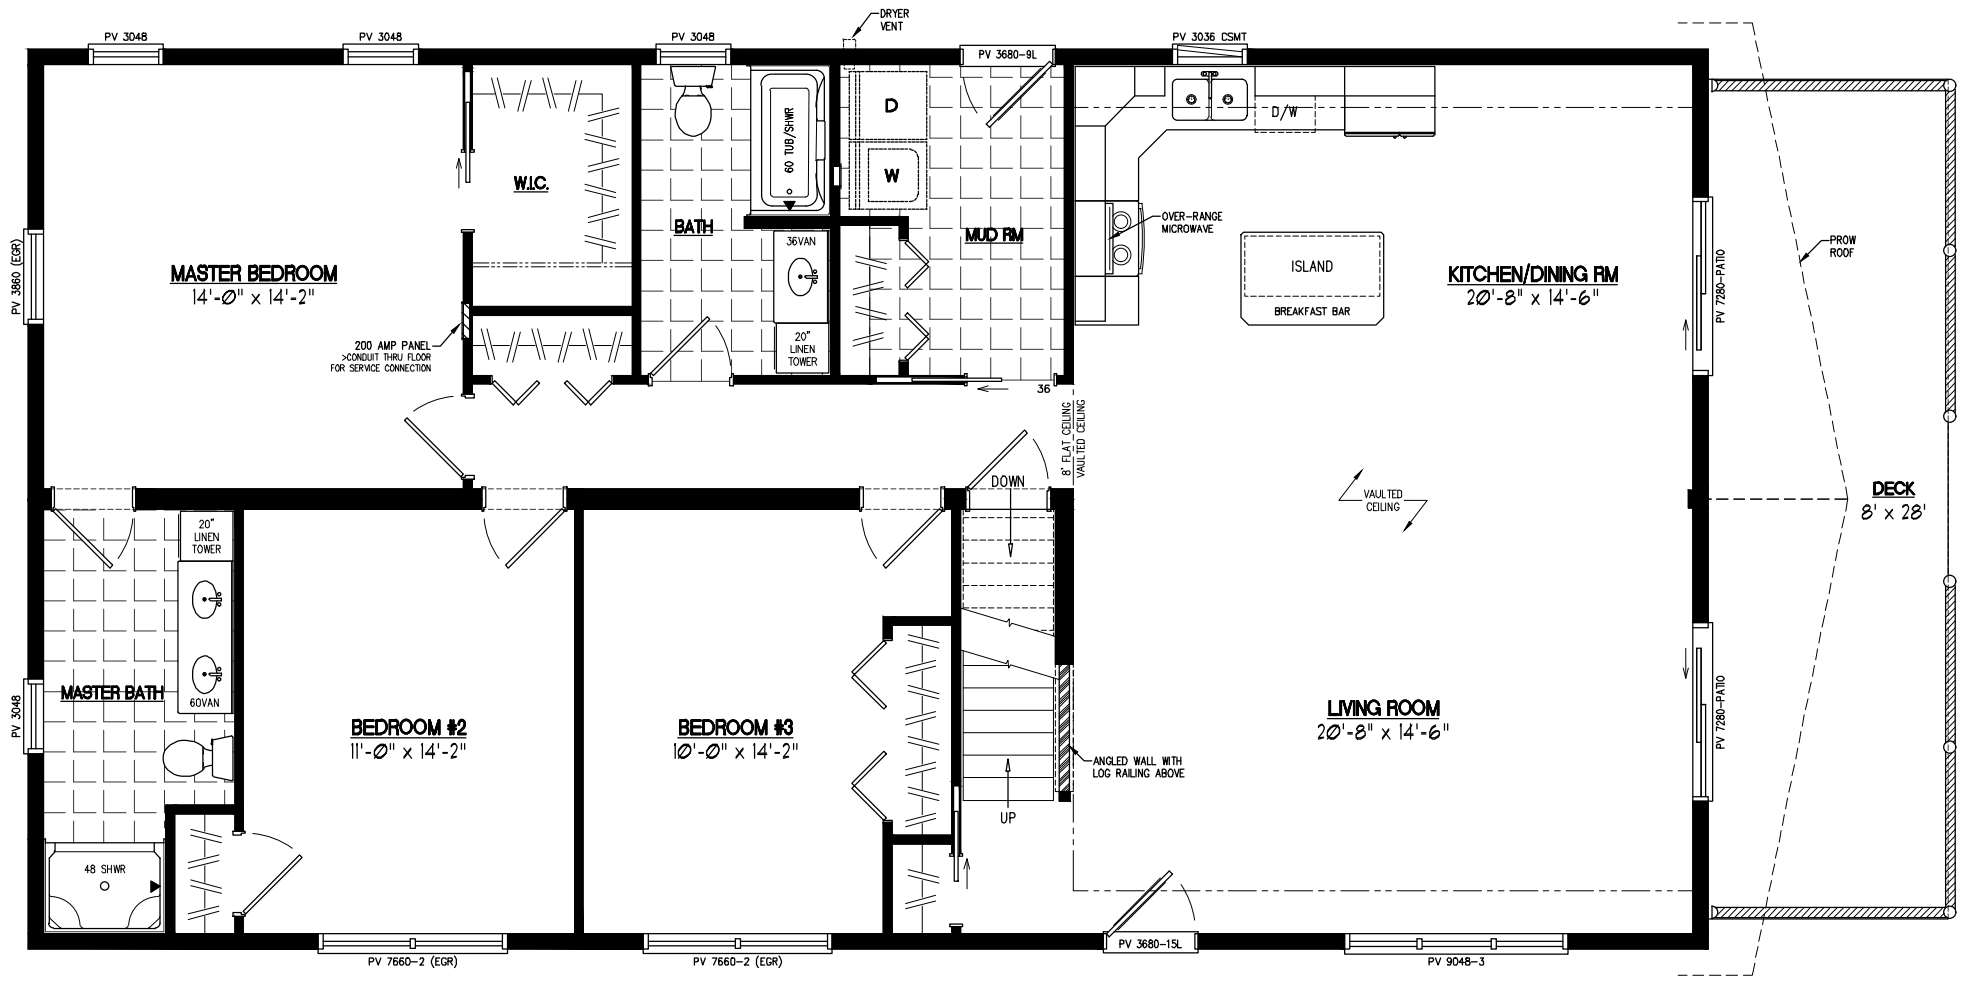 DRYER
VENT
PV 3048
PV 3048
PV 3048
PV 3680-9L
PV 3036 CSMT
D
60 TUB/SHWR
D/W
W
W.I.C.
BATH
MUD RM
OVER-RANGE
MICROWAVE
36VAN
PROW
ROOF
PV 3860 (EGR)
MASTER BEDROOM
14'-0" x 14'-2"
ISLAND
BREAKFAST BAR
KITCHEN/DINING RM
20'-8" x 14'-6"
PV 7280-PATIO
200 AMP PANEL
>CONDUIT THRU FLOOR
FOR SERVICE CONNECTION
20"
LINEN
TOWER
36
8' FLAT CEILING
VAULTED CEILING
DOWN
VAULTED
CEILING
DECK
8' x 28'
20"
LINEN
TOWER
MASTER BATH
60VAN
PV 3048
BEDROOM #2
11'-0" x 14'-2"
BEDROOM #3
10'-0" x 14'-2"
LIVING ROOM
20'-8" x 14'-6"
PV 7280-PATIO
ANGLED WALL WITH
LOG RAILING ABOVE
UP
48 SHWR
PV 3680-15L
PV 7660-2 (EGR)
PV 7660-2 (EGR)
PV 9048-3